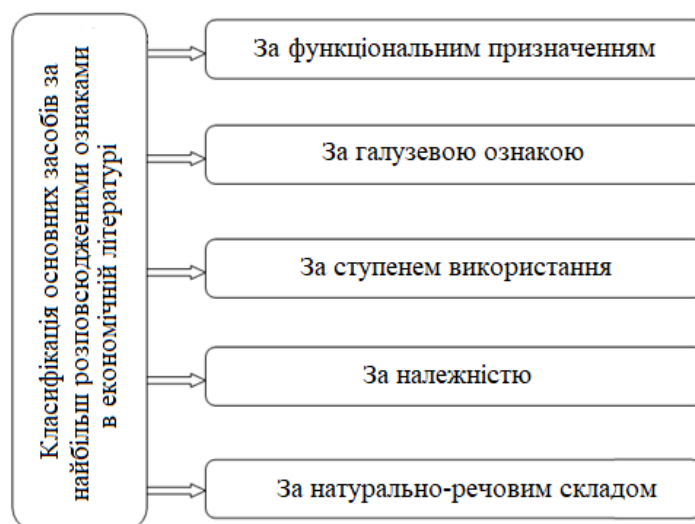 Класифікація основних засобів за
найбільш розповсюдженими ознаками
в економічній літературі
За функціональним призначенням
За галузевою ознакою
За ступенем використання
За належністю
За натурально-речовим складом